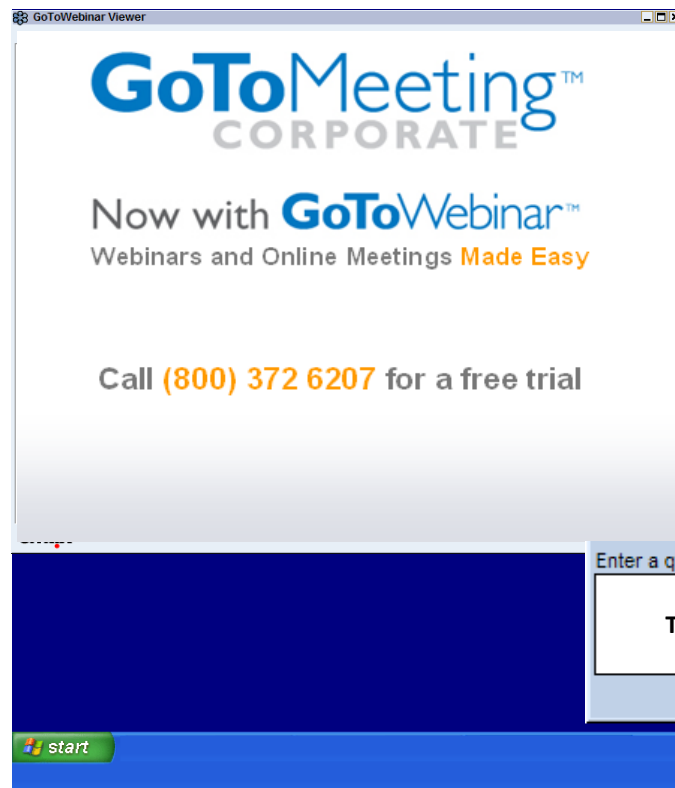 GoToWebinar Viewer
GoToMeeting™
CORPORATE
Now with GoToWebinar™
Webinars and Online Meetings Made Easy
Call (800) 372 6207 for a free trial
Enter a q
T
start